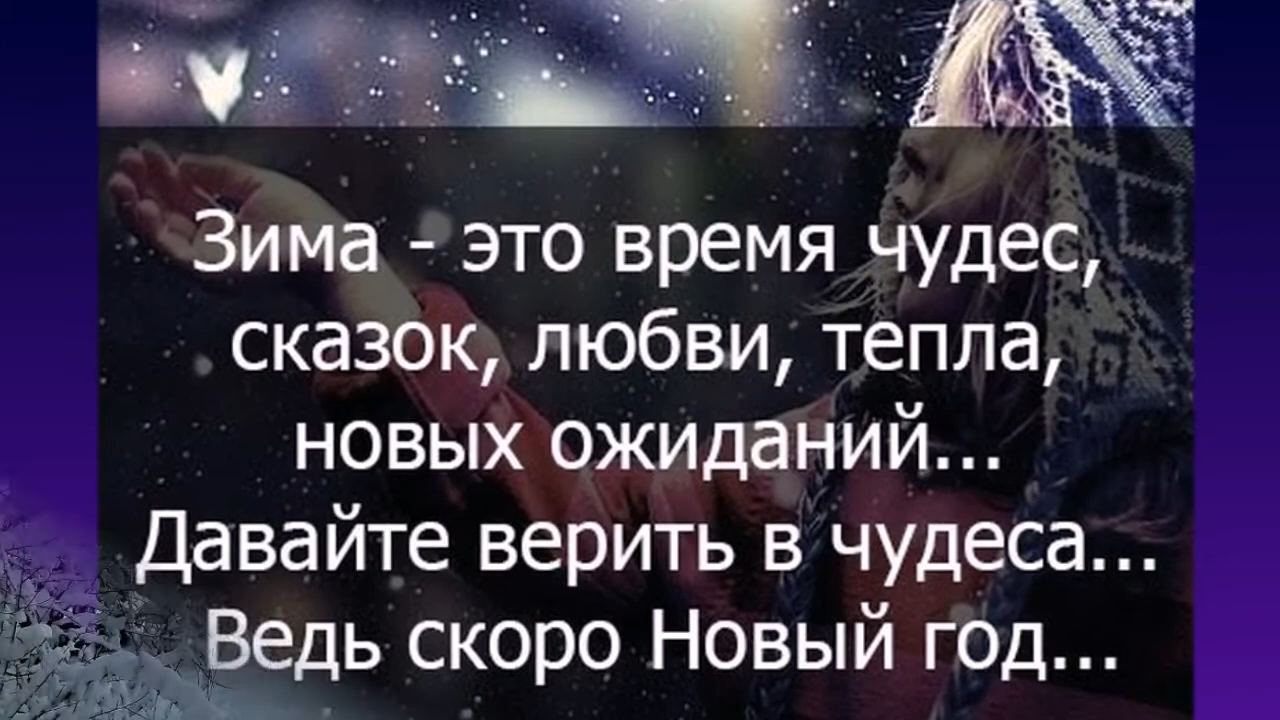 Зима - это время чудес,
сказок, любви, тепла,
новых ожиданий...
Давайте верить в чудеса...
Ведь скоро Новый год...